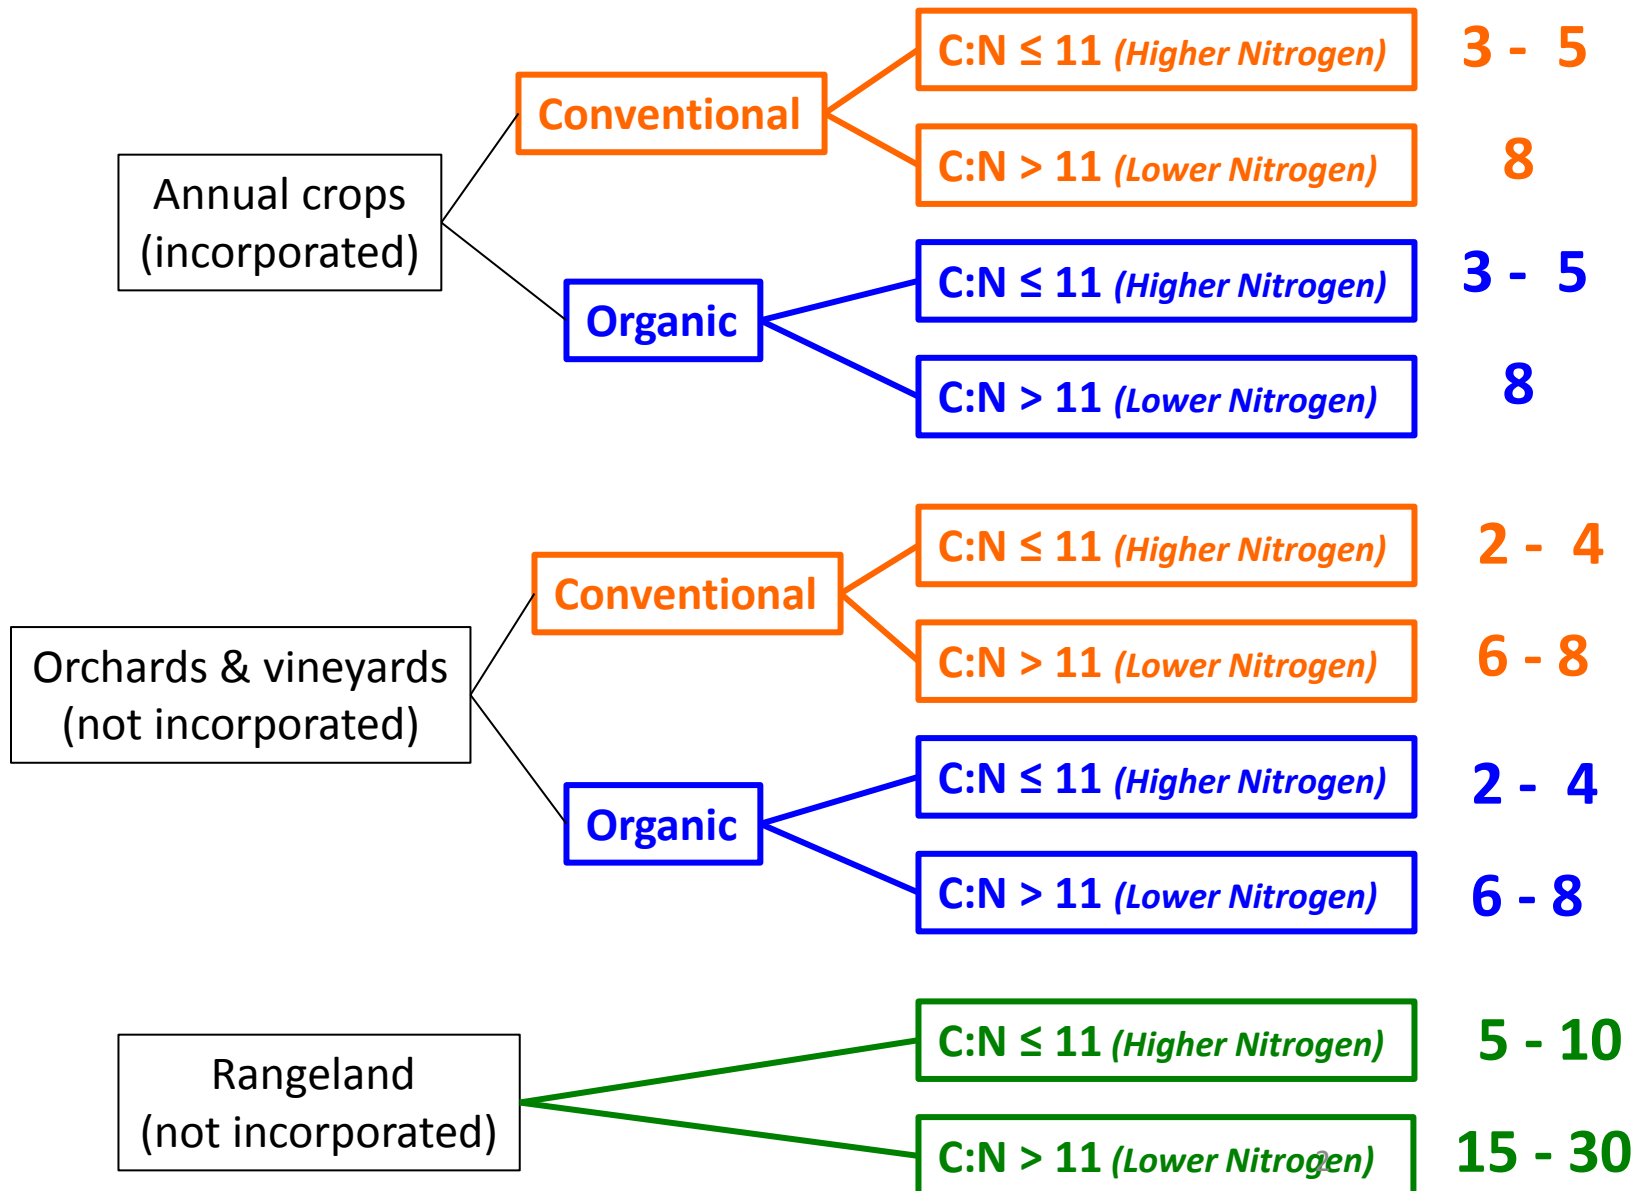 C:N ≤ 11 (Higher Nitrogen) 3 - 5
Conventional
C:N > 11 (Lower Nitrogen) 8
Annual crops
(incorporated)
C:N ≤ 11 (Higher Nitrogen) 3 - 5
Organic
C:N > 11 (Lower Nitrogen) 8
C:N ≤ 11 (Higher Nitrogen) 2 - 4
Conventional
C:N > 11 (Lower Nitrogen) 6 - 8
Orchards & vineyards
(not incorporated)
C:N ≤ 11 (Higher Nitrogen) 2 - 4
Organic
C:N > 11 (Lower Nitrogen) 6 - 8
C:N ≤ 11 (Higher Nitrogen) 5 - 10
Rangeland
(not incorporated)
C:N > 11 (Lower Nitrogen) 15 - 30
2